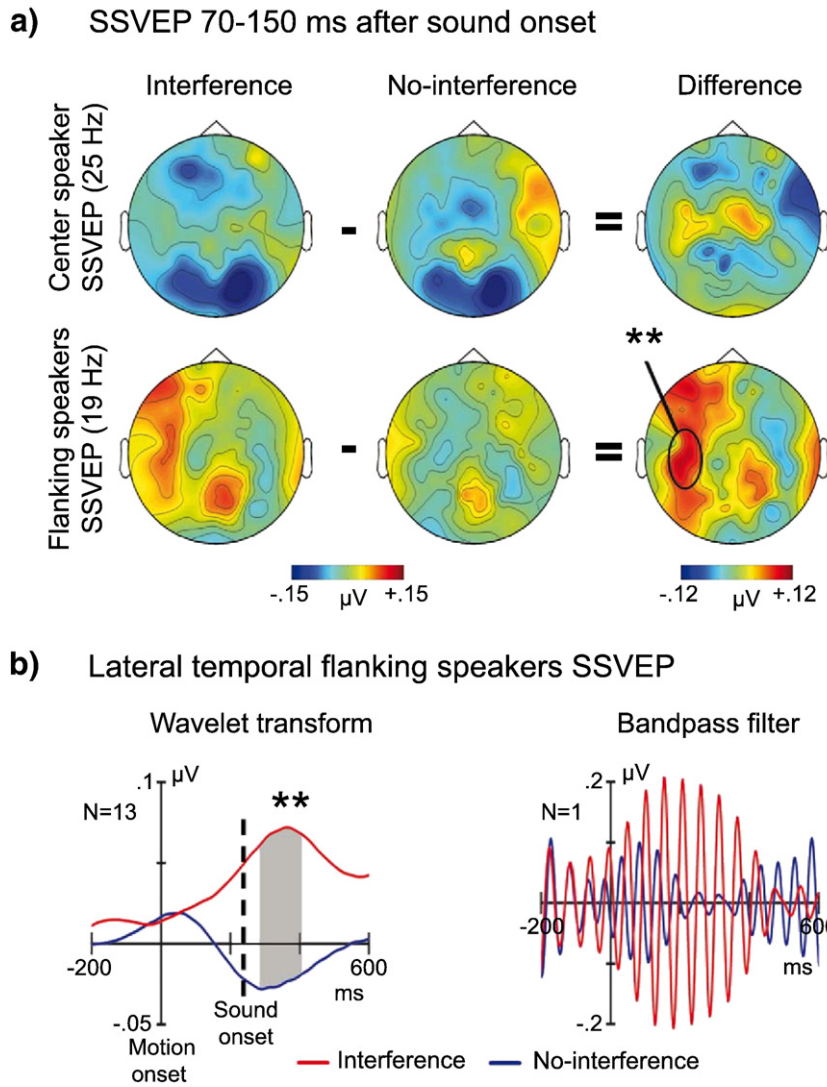 a) SSVEP 70-150 ms after sound onset
Interference No-interference Difference
Center speaker
SSVEP (25 Hz)
- =
**
Flanking speakers
SSVEP (19 Hz)
- =
-.15 µV +.15
-.12 µV +.12
b) Lateral temporal flanking speakers SSVEP
Wavelet transform
Bandpass filter
.1 µV
N=13
**
-200
600
ms
-.05
Motion
onset
Sound
onset
.2 µV
N=1
-200
600
ms
-.2
Interference No-interference